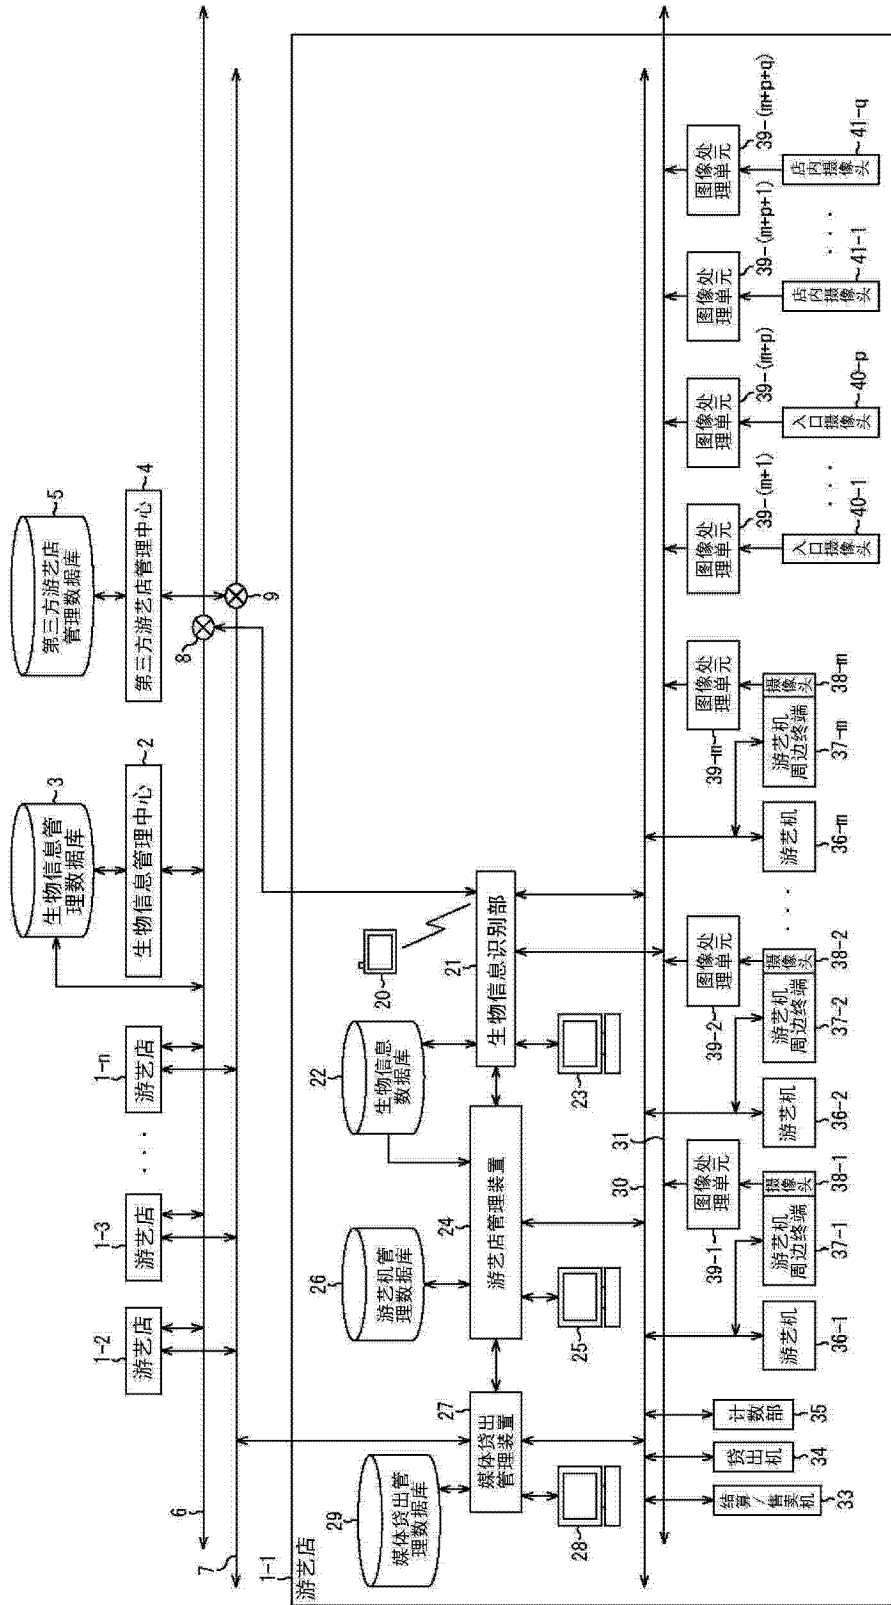 第三方游艺店
管理数据库
5
第三方游艺店管理中心
4
8
9
生物信息管
理数据库
3
生物信息管理中心
2
游艺店
1-n
· · ·
游艺店
1-3
游艺店
1-2
6
7
1-1
游艺店
20
生物信息识别部
21
生物信息
数据库
22
23
游艺店管理装置
24
25
游艺机管
理数据库
26
媒体贷出
管理装置
27
28
媒体贷出管
理数据库
29
30
31
结算/售卖机
33
贷出机
34
计数部
35
游艺机
36-1
游艺机
周边终端
37-1
摄像头
38-1
图像处
理单元
39-1
游艺机
36-2
游艺机
周边终端
37-2
摄像头
38-2
图像处
理单元
39-2
· · ·
游艺机
36-m
游艺机
周边终端
37-m
摄像头
38-m
图像处
理单元
39-m
图像处
理单元
39-(m+1)
入口摄像头
40-1
· · ·
图像处
理单元
39-(m+p)
入口摄像头
40-p
图像处
理单元
39-(m+p+1)
店内摄像头
41-1
· · ·
图像处
理单元
39-(m+p+q)
店内摄像头
41-q